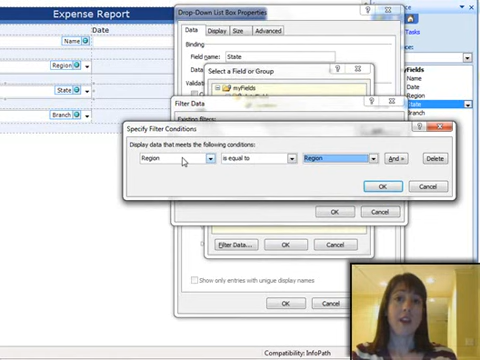 Expense Report
Date
Name
Region
State
Branch
Drop-Down List Box Properties
Data
Display
Size
Advanced
Binding
Field name:
State
Data
Select a Field or Group
myFields
Filter Data
Specify Filter Conditions
Display data that meets the following conditions:
Region
is equal to
Region
And »
Delete
OK
Cancel
OK
Cancel
Filter Data...
OK
Cancel
Show only entries with unique display names
OK
Cancel
Tasks
myFields
Name
Date
Region
State
Branch
Compatibility: InfoPath